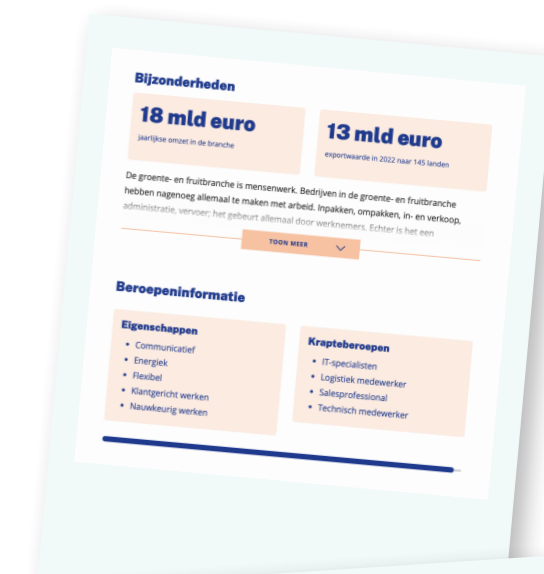 Bijzonderheden
18 mld euro
jaarlijkse omzet in de branche
13 mld euro
exportwaarde in 2022 naar 145 landen
De groente- en fruitbranche is mensenwerk. Bedrijven in de groente- en fruitbranche
hebben nagenoeg allemaal te maken met arbeid. Inpakken, ompakken, in- en verkoop,
administratie, vervoer; het gebeurt allemaal door werknemers. Echter is het een
TOON MEER
Beroepeninformatie
Eigenschappen
• Communicatief
• Energiek
• Flexibel
• Klantgericht werken
• Nauwkeurig werken
Krapteberoepen
• IT-specialisten
• Logistiek medewerker
• Salesprofessional
• Technisch medewerker